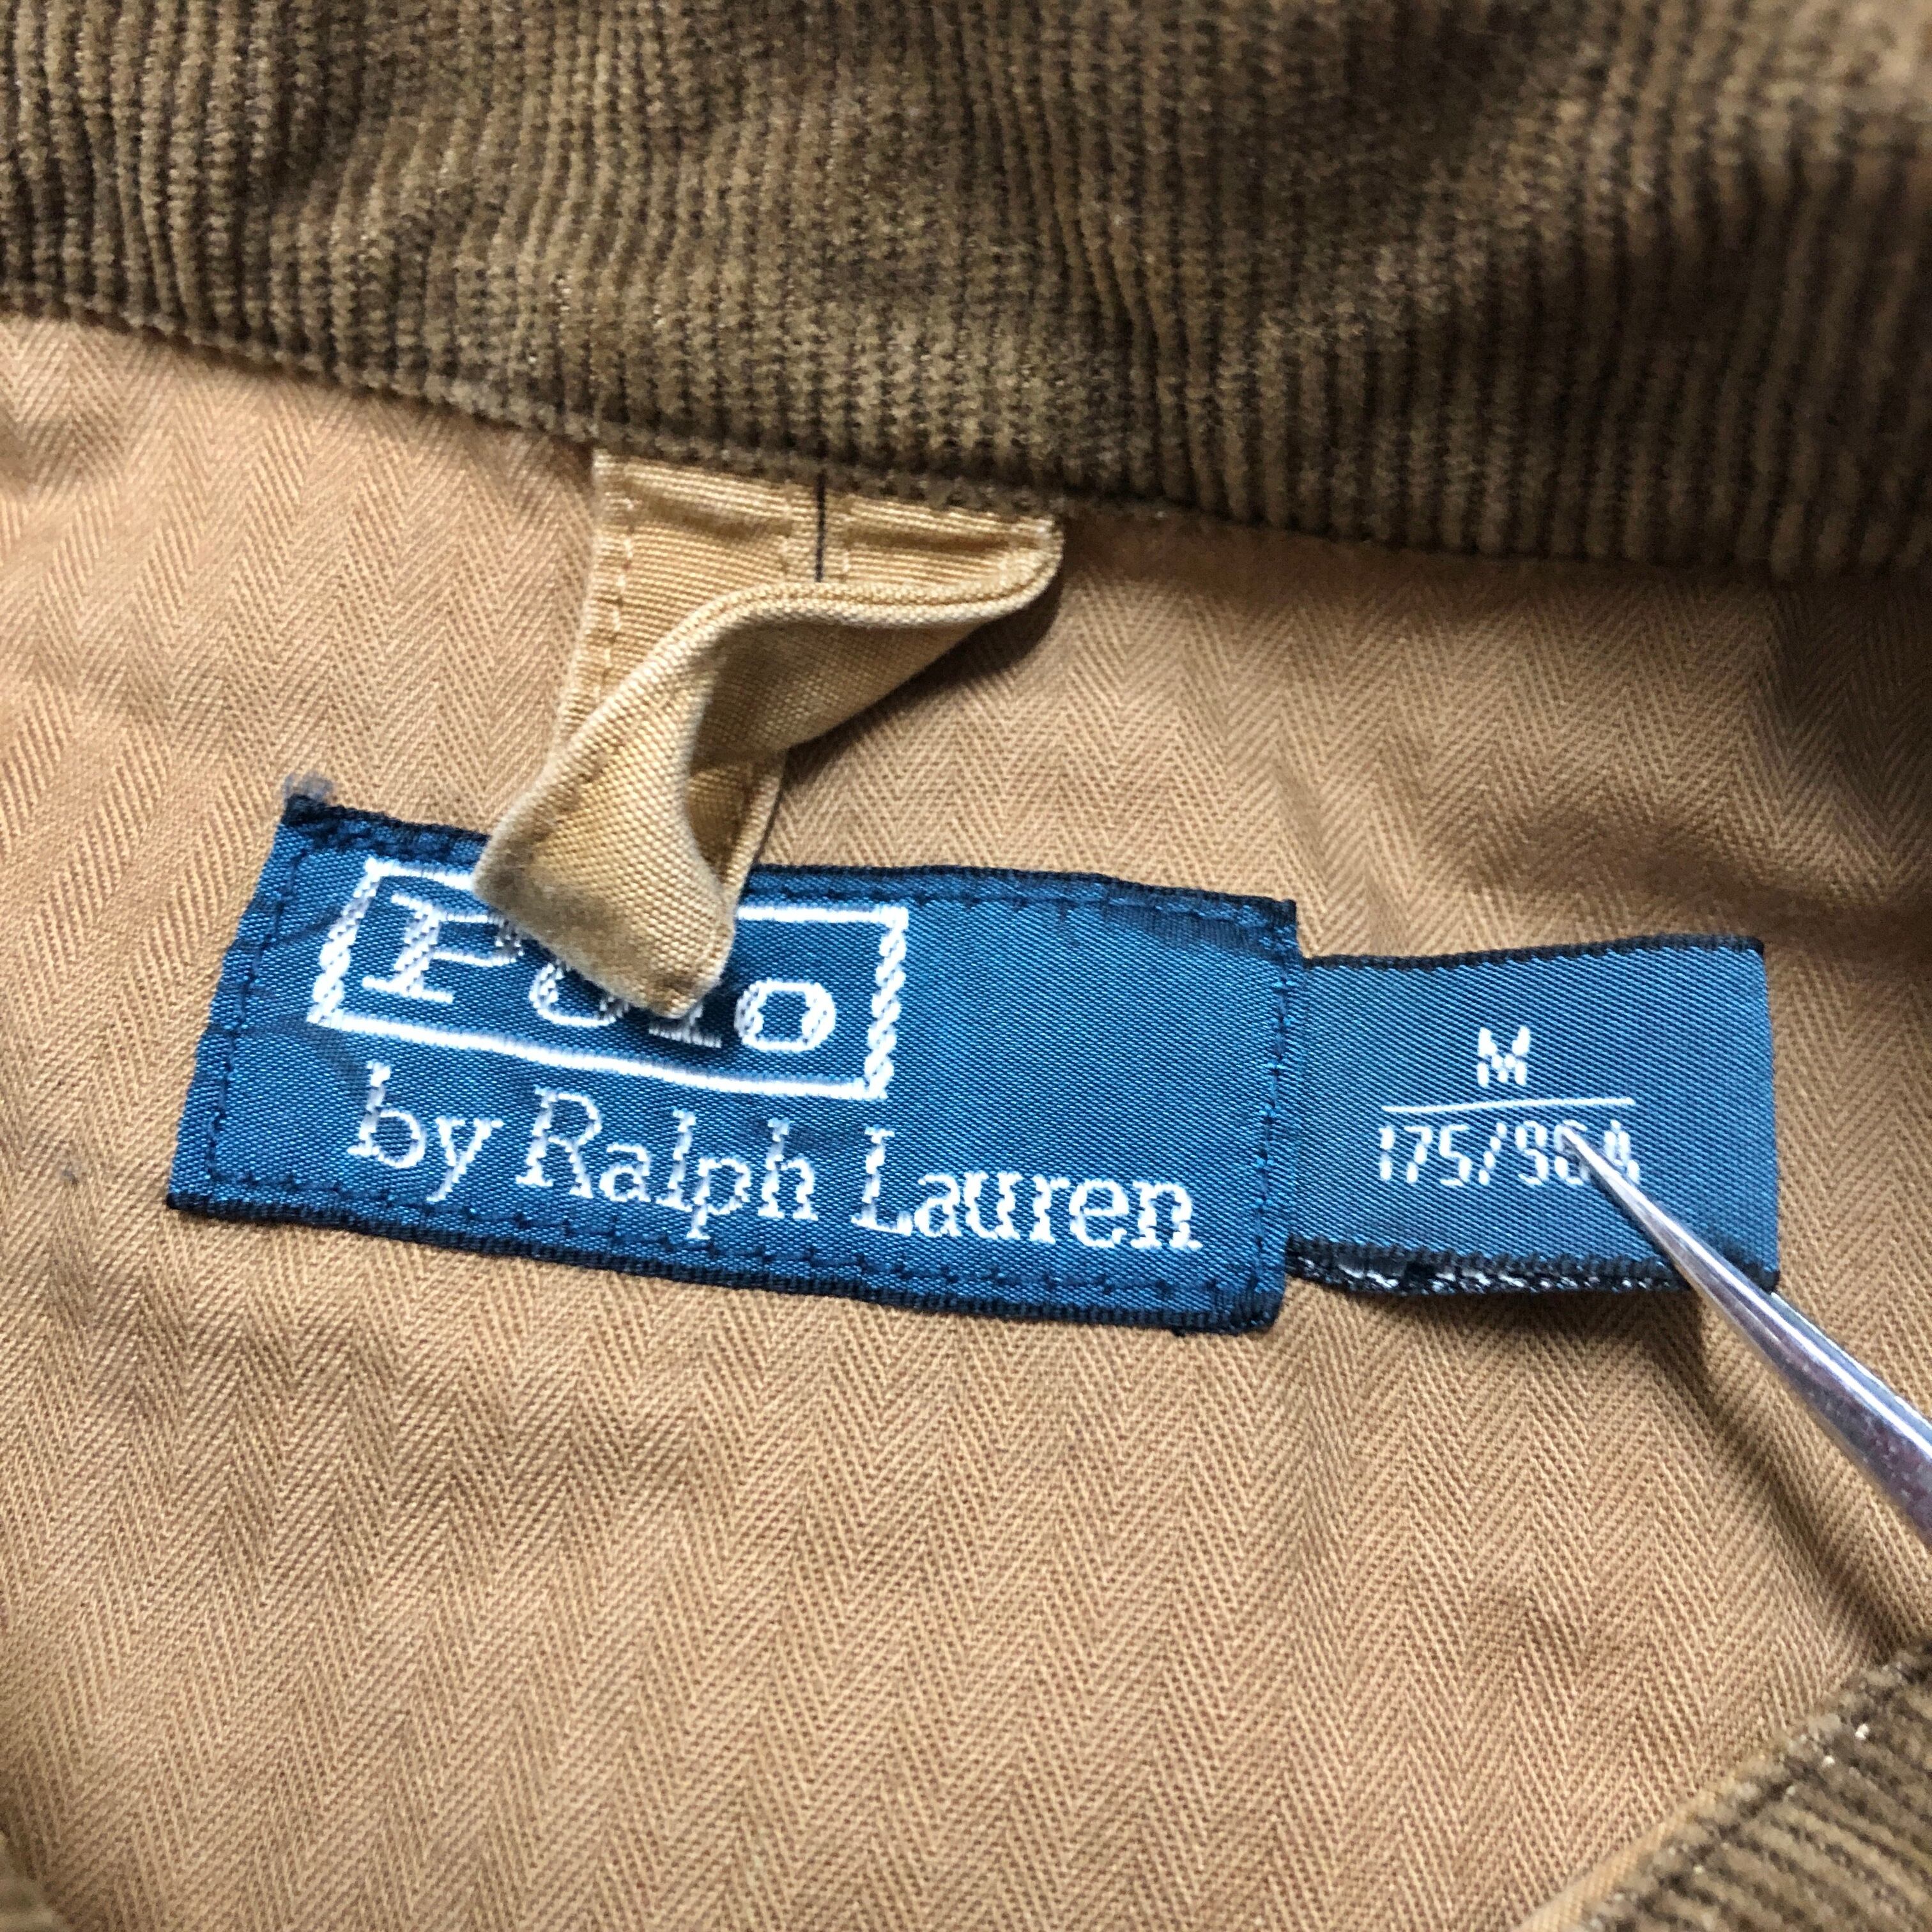 Polo
by Ralph Lauren
M
175/96A